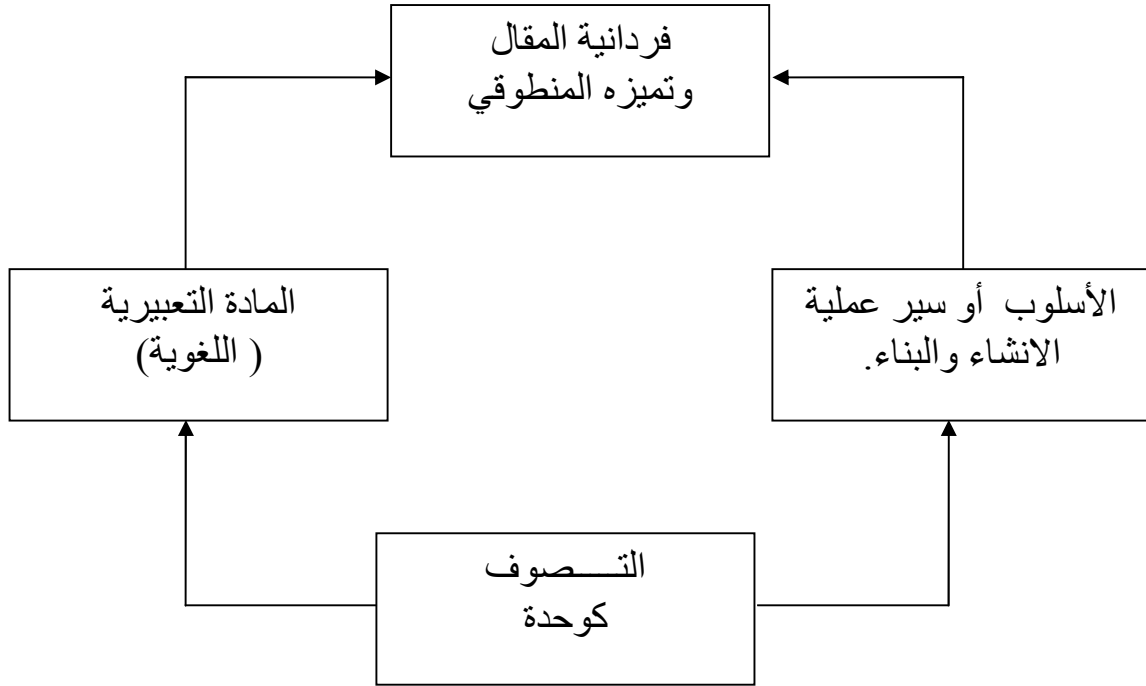 فردانية المقال
وتميزه المنطوقي
الأسلوب أو سير عملية
الانشاء والبناء.
المادة التعبيرية
( اللغوية)
التـــــصوف
كوحدة